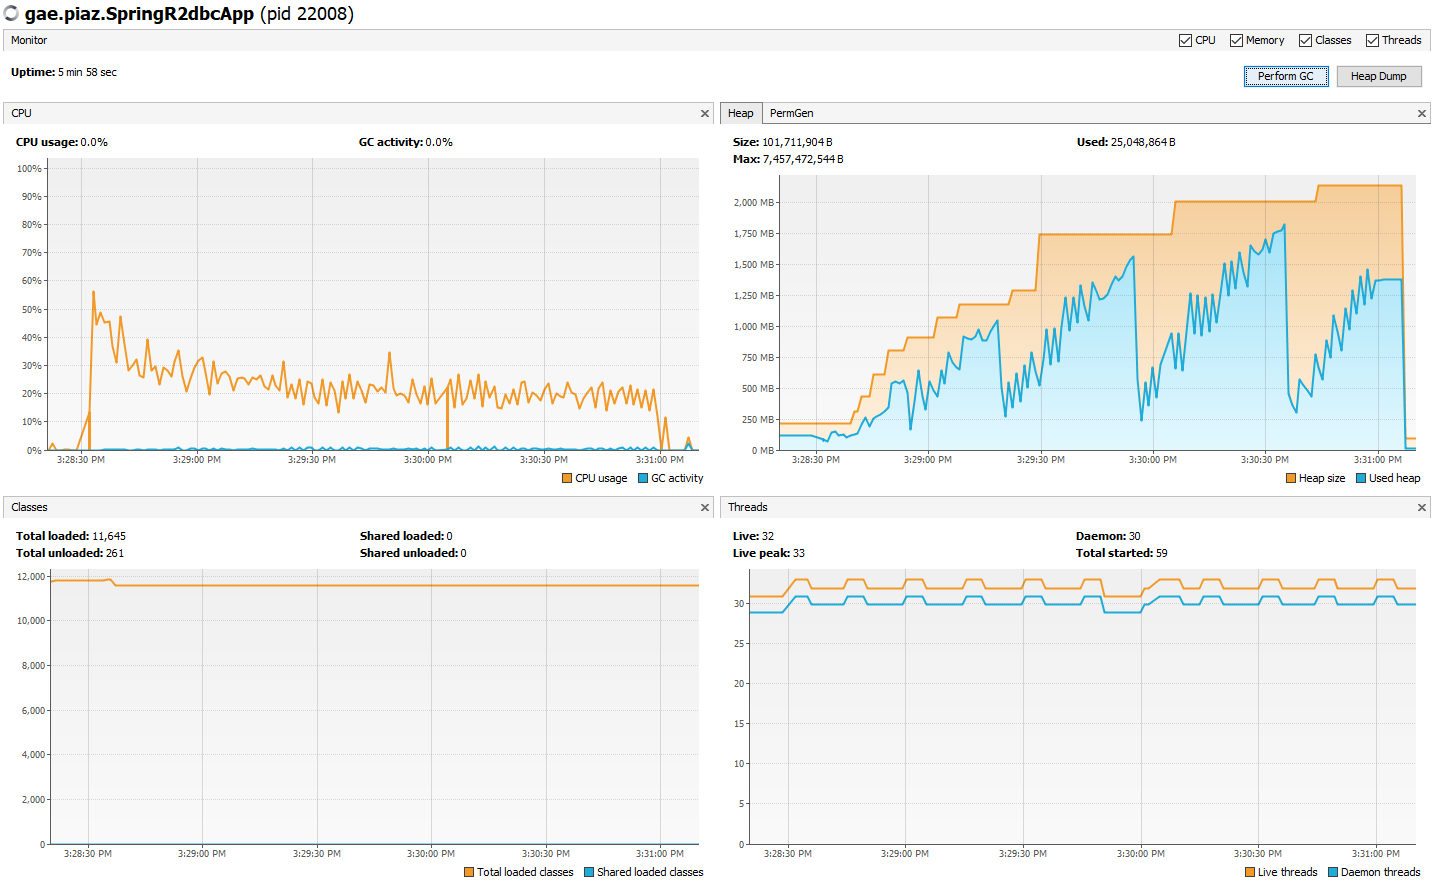 gae.piaz.SpringR2dbcApp (pid 22008)
Monitor
CPU Memory Classes Threads
Uptime: 5 min 58 sec
Perform GC Heap Dump
CPU
CPU usage: 0.0% GC activity: 0.0%
100%
90%
80%
70%
60%
50%
40%
30%
20%
10%
0%
3:28:30 PM 3:29:00 PM 3:29:30 PM 3:30:00 PM 3:30:30 PM 3:31:00 PM
CPU usage GC activity
Heap PermGen
Size: 101,711,904 B Used: 25,048,864 B
Max: 7,457,472,544 B
2,000 MB
1,750 MB
1,500 MB
1,250 MB
1,000 MB
750 MB
500 MB
250 MB
0 MB
3:28:30 PM 3:29:00 PM 3:29:30 PM 3:30:00 PM 3:30:30 PM 3:31:00 PM
Heap size Used heap
Classes
Total loaded: 11,645 Shared loaded: 0
Total unloaded: 261 Shared unloaded: 0
12,000
10,000
8,000
6,000
4,000
2,000
0
3:28:30 PM 3:29:00 PM 3:29:30 PM 3:30:00 PM 3:30:30 PM 3:31:00 PM
Total loaded classes Shared loaded classes
Threads
Live: 32 Daemon: 30
Live peak: 33 Total started: 59
30
25
20
15
10
5
0
3:28:30 PM 3:29:00 PM 3:29:30 PM 3:30:00 PM 3:30:30 PM 3:31:00 PM
Live threads Daemon threads